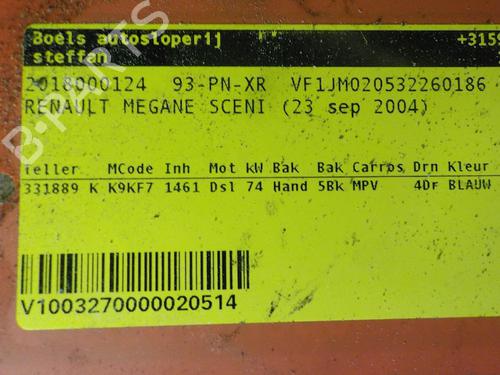 Boels autosloperij +3159
steffan
2018000124 93-PN-XR VF1JM020532260186
RENAULT MEGANE SCENI (23 sep 2004)
Teller MCode Inh Mot kW Bak Bak Carros Drn Kleur
331889 K K9KF7 1461 Dsl 74 Hand 5Bk MPV 4Dr BLAUW
V1003270000020514
B-PARTS